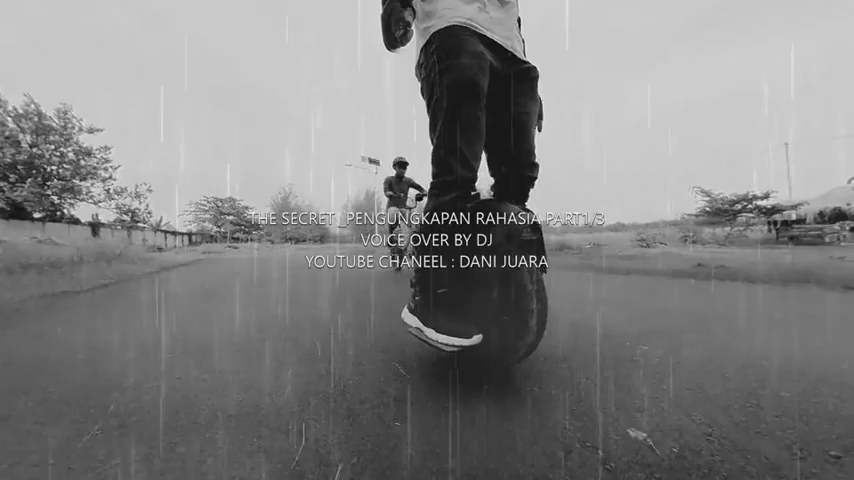 THE SECRET _PENGUNGKAPAN RAHASIA PART1/3
VOICE OVER BY DJ
YOUTUBE CHANEEL : DANI JUARA